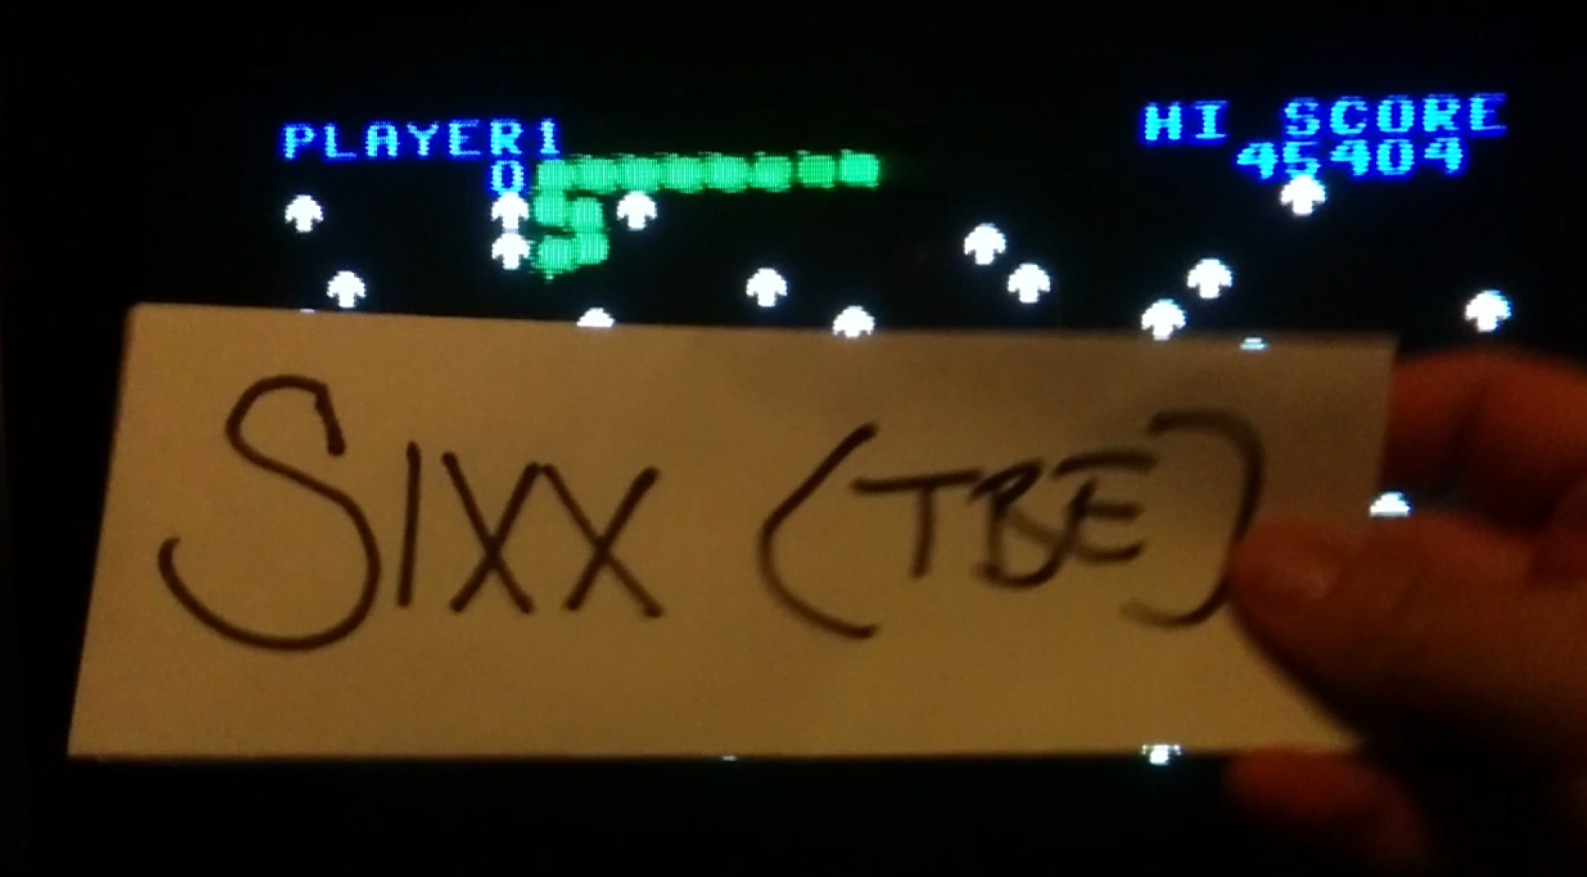 PLAYER1
0
HI SCORE
45404
SIXX (TBE)